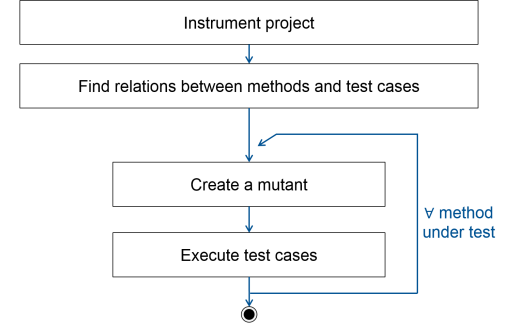 Instrument project
Find relations between methods and test cases
Create a mutant
∀ method
under test
Execute test cases